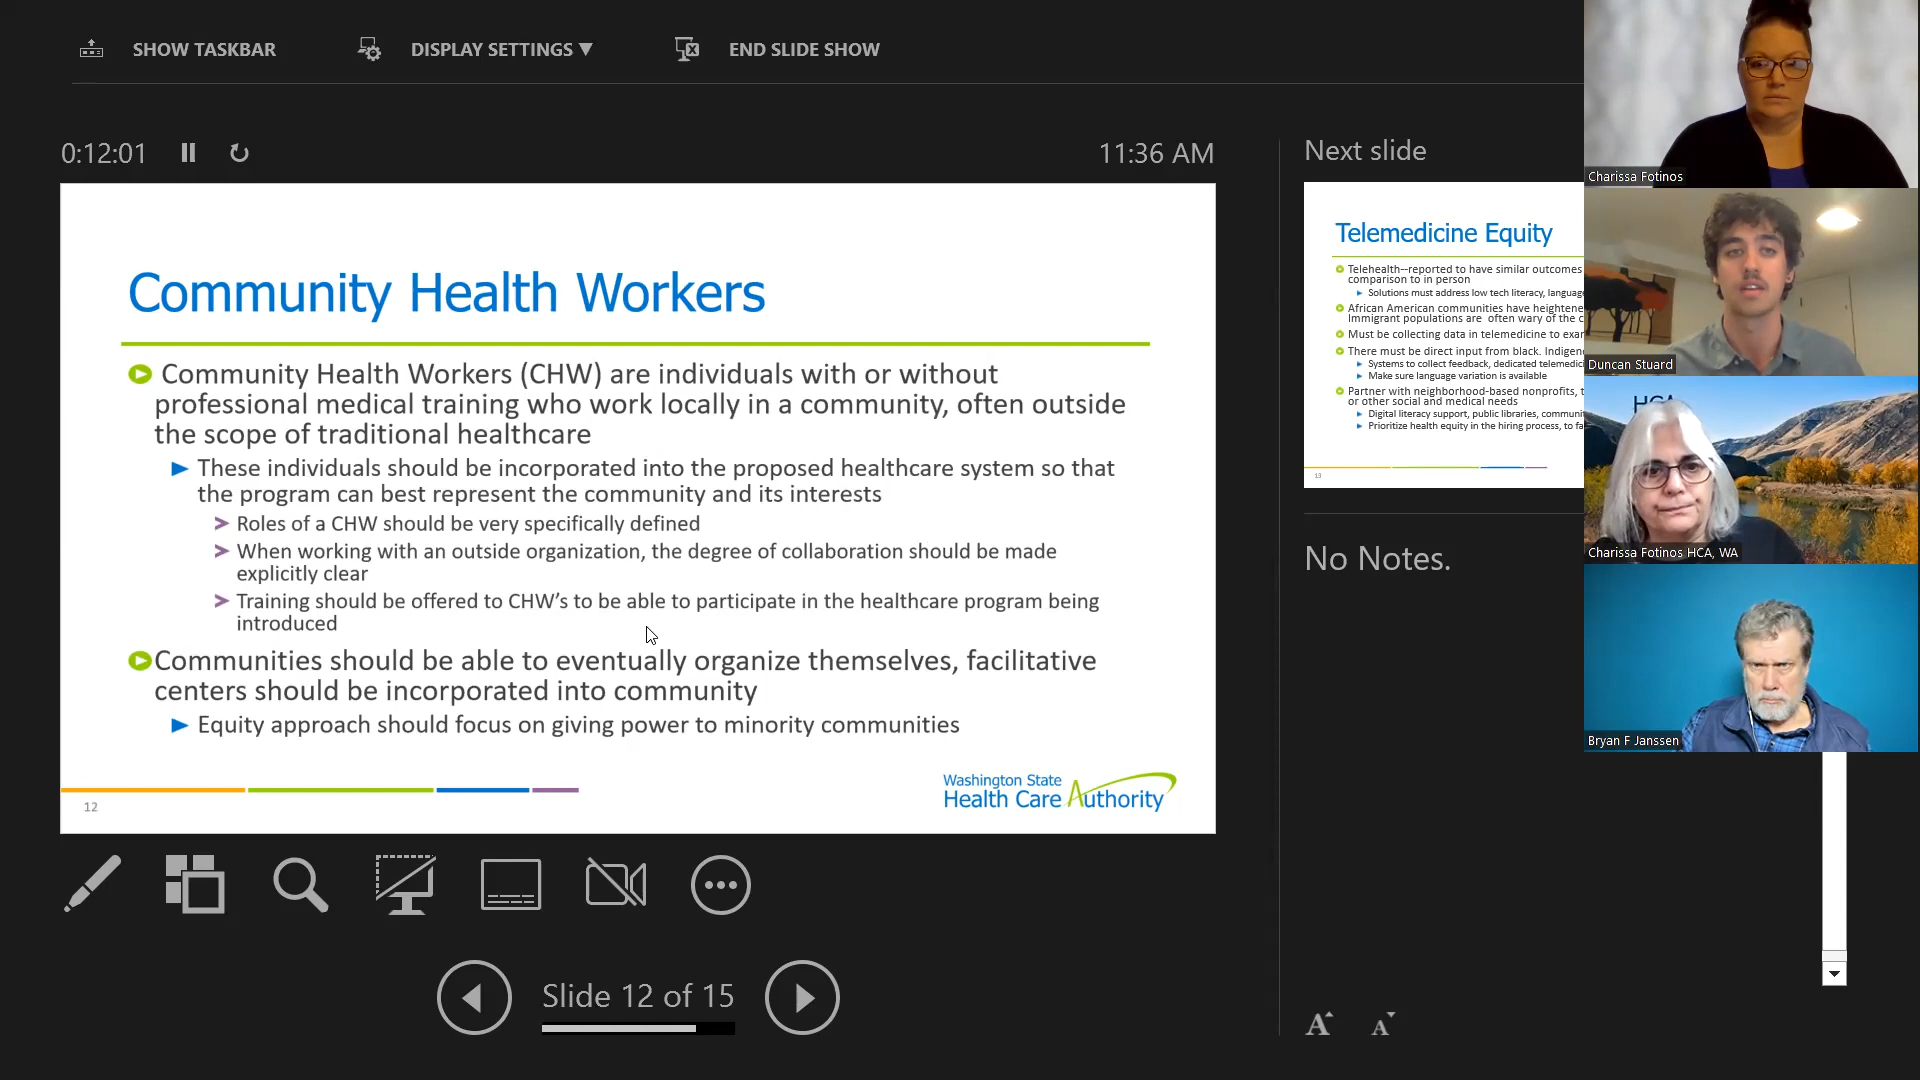 SHOW TASKBAR
DISPLAY SETTINGS ▼
END SLIDE SHOW
0:12:01
11:36 AM
Community Health Workers
Community Health Workers (CHW) are individuals with or without
professional medical training who work locally in a community, often outside
the scope of traditional healthcare
These individuals should be incorporated into the proposed healthcare system so that
the program can best represent the community and its interests
Roles of a CHW should be very specifically defined
When working with an outside organization, the degree of collaboration should be made
explicitly clear
Training should be offered to CHW's to be able to participate in the healthcare program being
introduced
Communities should be able to eventually organize themselves, facilitative
centers should be incorporated into community
Equity approach should focus on giving power to minority communities
12
Washington State
Health Care Authority
Slide 12 of 15
Next slide
Telemedicine Equity
Telehealth--reported to have similar outcomes
comparison to in person
Solutions must address low tech literacy, language
African American communities have heightene
Immigrant populations are often wary of the c
Must be collecting data in telemedicine to exa
There must be direct input from black. Indigen
Systems to collect feedback, dedicated telemedic
Make sure language variation is available
Partner with neighborhood-based nonprofits, t
or other social and medical needs
Digital literacy support, public libraries, commun
Prioritize health equity in the hiring process, to fa
13
No Notes.
A A
Charissa Fotinos
Duncan Stuard
HCA
Charissa Fotinos HCA, WA
Bryan F Janssen